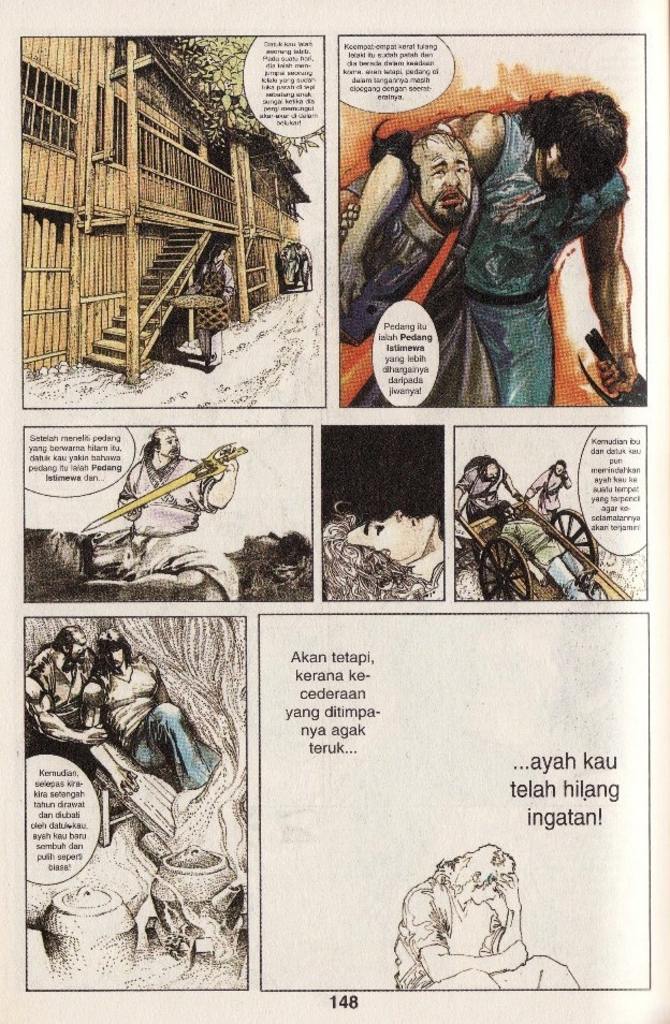 Datuk kau ialah
seorang tabib.
Pada suatu hari,
dia telah men-
jumpai seorang
lelaki yang sudah
luka parah di tepi
sebatang anak
sungai ketika dia
pergi memungut
akar-akar di dalam
belukar!
Keempat-empat kerat tulang
lelaki itu sudah patah dan
dia berada dalam keadaan
koma, akan tetapi, pedang di
dalam tangannya masih
dipegang dengan seerat-
eratnya.
Pedang itu
ialah Pedang
Istimewa
yang lebih
dihargainya
daripada
jiwanya!
Setelah meneliti pedang
yang berwarna hitam itu,
datuk kau yakin bahawa
pedang itu ialah Pedang
Istimewa dan...
Kemudian ibu
dan datuk kau
pun
memindahkan
ayah kau ke
suatu tempat
yang terpencil
agar ke-
selamatannya
akan terjamin!
Kemudian,
selepas kira-
kira setengah
tahun dirawat
dan diubati
oleh datuk kau,
ayah kau baru
sembuh dan
pulih seperti
biasa!
Akan tetapi,
kerana ke-
cederaan
yang ditimpa-
nya agak
teruk...
...ayah kau
telah hilang
ingatan!
148